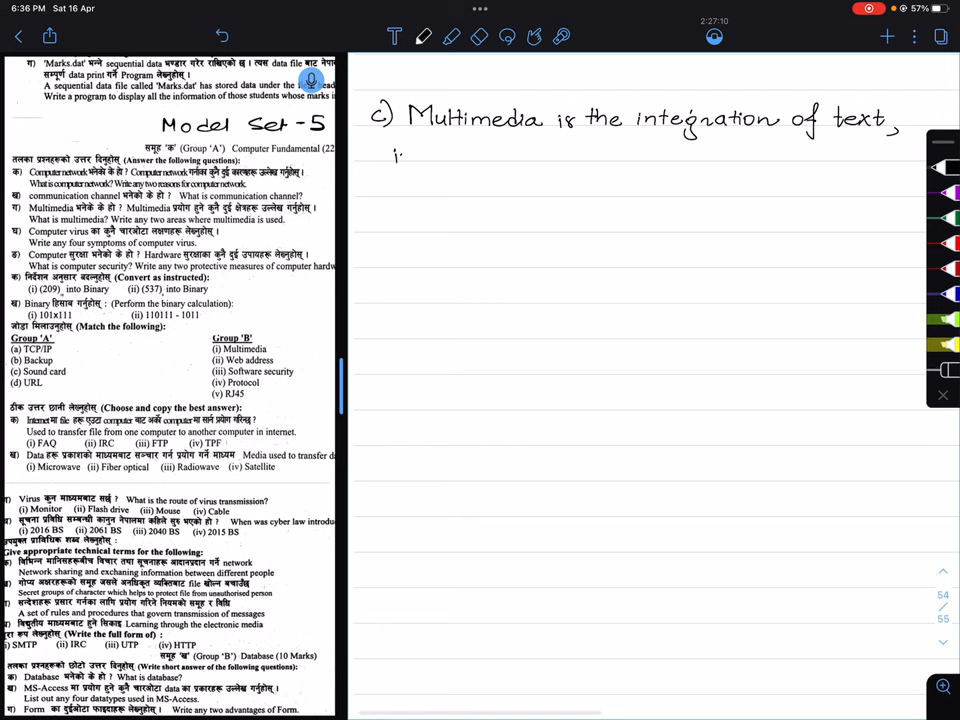 6:36 PM Sat 16 Apr
57%
2:27:10
ग) 'Marks.dat' भन्ने sequential data भण्डार गरेर राखिएको छ। त्यस data file बाट नेपा
सम्पूर्ण data print गर्ने Program लेख्नुहोस्।
A sequential data file called 'Marks.dat' has stored data under the
Write a program to display all the information of those students whose marks i
Model Set -5
समूह 'क' (Group 'A') Computer Fundamental (22
तलका प्रश्नहरूको उत्तर दिनुहोस् (Answer the following questions):
क) Computer network भनेको के हो ? Computer network गर्नाका कुनै दुई कारणहरू उल्लेख गर्नुहोस्।
What is computer network? Write any two reasons for computer network.
ख) communication channel भनेको के हो ? What is communication channel?
ग) Multimedia भनेके के हो ? Multimedia प्रयोग हुने कुनै दुई क्षेत्रहरू उल्लेख गर्नुहोस्।
What is multimedia? Write any two areas where multimedia is used.
घ) Computer virus का कुनै चारओटा लक्षणहरू लेख्नुहोस्।
Write any four symptoms of computer virus.
ङ) Computer सुरक्षा भनेको के हो ? Hardware सुरक्षाका कुनै दुई उपायहरू लेख्नुहोस्।
What is computer security? Write any two protective measures of computer hardw
क) निर्देशन अनुसार बदल्नुहोस् (Convert as instructed):
(i) (209) into Binary (ii) (537) into Binary
ख) Binary हिसाब गर्नुहोस् : (Perform the binary calculation):
(i) 101x111 (ii) 110111 - 1011
जोडा मिलाउनुहोस् (Match the following):
Group 'A' Group 'B'
(a) TCP/IP (i) Multimedia
(b) Backup (ii) Web address
(c) Sound card (iii) Software security
(d) URL (iv) Protocol
(v) RJ45
ठीक उत्तर छानी लेख्नुहोस् (Choose and copy the best answer):
क) Internet मा file हरू एउटा computer बाट अर्को computer मा सार्न प्रयोग गरिन्छ ?
Used to transfer file from one computer to another computer in internet.
(i) FAQ (ii) IRC (iii) FTP (iv) TPF
ख) Data हरू प्रकाशको माध्यमबाट सञ्चार गर्न प्रयोग गर्ने माध्यम Media used to transfer da
(i) Microwave (ii) Fiber optical (iii) Radiowave (iv) Satellite
ग) Virus कुन माध्यमबाट सर्छ ? What is the route of virus transmission?
(i) Monitor (ii) Flash drive (iii) Mouse (iv) Cable
सूचना प्रविधि सम्बन्धी कानुन नेपालमा कहिले सुरु भएको हो ? When was cyber law introdu
(i) 2016 BS (ii) 2061 BS (iii) 2040 BS (iv) 2015 BS
उपयुक्त प्राविधिक शब्द लेख्नुहोस् :
Give appropriate technical terms for the following:
विभिन्न मानिसहरूबीच विचार तथा सूचनाहरू आदानप्रदान गर्ने network
Network sharing and exchaning information between different people
गोप्य अक्षरहरूको समूह जसले अनधिकृत व्यक्तिबाट file खोल्न बचाउँछ
Secret groups of character which helps to protect file from unauthorised person
सन्देशहरू प्रसार गर्नका लागि प्रयोग गरिने नियमको समूह र विधि
A set of rules and procedures that govern transmission of messages
विद्युतीय माध्यमबाट हुने सिकाइ Learning through the electronic media
पूरा रूप लेख्नुहोस् (Write the full form of) :
i) SMTP (ii) IRC (iii) UTP (iv) HTTP
समूह 'ख' (Group 'B') Database (10 Marks)
तलका प्रश्नहरूको छोटो उत्तर दिनुहोस् (Write short answer of the following questions):
क) Database भनेको के हो ? What is database?
ख) MS-Access मा प्रयोग हुने कुनै चारओटा data का प्रकारहरू उल्लेख गर्नुहोस्।
List out any four datatypes used in MS-Access.
ग) Form का दुईओटा फाइदाहरू लेख्नुहोस्। Write any two advantages of Form.
c) Multimedia is the integration of text,
54
/
55